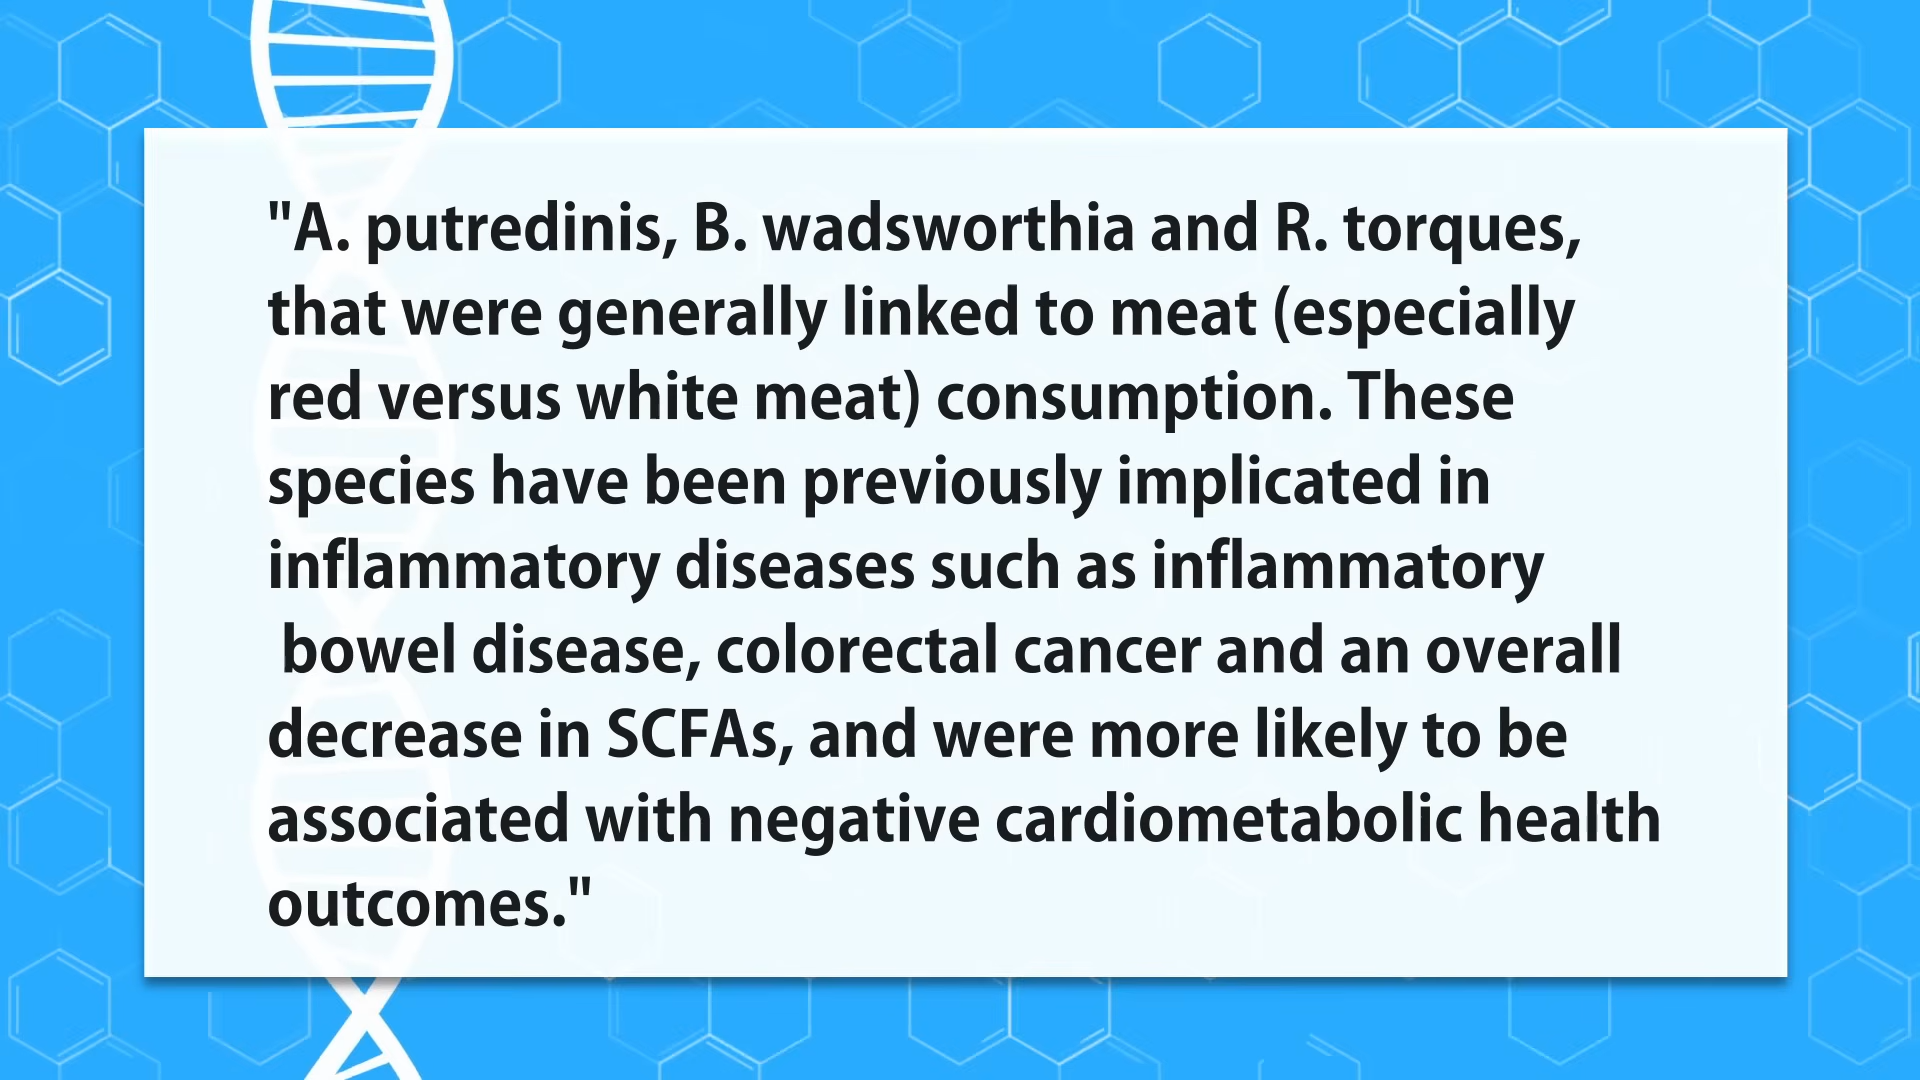 "A. putredinis, B. wadsworthia and R. torques,
that were generally linked to meat (especially
red versus white meat) consumption. These
species have been previously implicated in
inflammatory diseases such as inflammatory
bowel disease, colorectal cancer and an overall
decrease in SCFAs, and were more likely to be
associated with negative cardiometabolic health
outcomes."